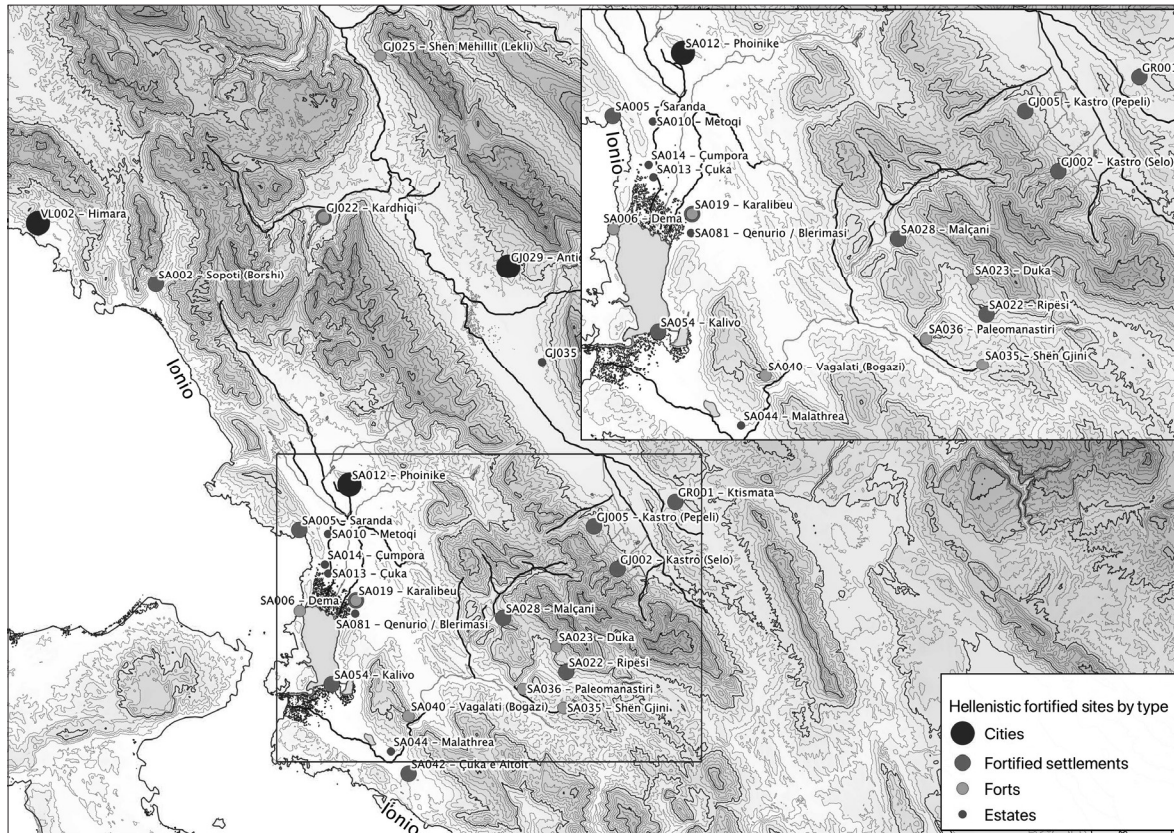 GJ025 – Shën Mëhillit (Lekli)
VL002 – Himara
GJ022 – Kardhiqi
SA002 – Sopoti (Borshi)
GJ029 – Antig
GJ035
Ionio
SA012 – Phoinike
SA005 – Saranda
SA010 – Metoqi
SA014 – Çumpora
SA013 – Çuka
SA019 – Karalibeu
SA006 – Dema
SA081 – Qenurio / Blerimasi
SA054 – Kalivo
SA040 – Vagalati (Bogazi)
SA044 – Malathrea
SA042 – Çuka e Ajtoit
Ionio
GR001 – Ktismata
GJ005 – Kastro (Pepeli)
GJ002 – Kastro (Selo)
SA028 – Malçani
SA023 – Duka
SA022 – Ripësi
SA036 – Paleomanastiri
SA035 – Shën Gjini
SA012 – Phoinike
GR001
SA005 – Saranda
SA010 – Metoqi
GJ005 – Kastro (Pepeli)
Ionio
SA014 – Çumpora
SA013 – Çuka
GJ002 – Kastro (Selo)
SA019 – Karalibeu
SA006 – Dema
SA081 – Qenurio / Blerimasi
SA028 – Malçani
SA023 – Duka
SA022 – Ripësi
SA054 – Kalivo
SA036 – Paleomanastiri
SA035 – Shën Gjini
SA040 – Vagalati (Bogazi)
SA044 – Malathrea
Hellenistic fortified sites by type
Cities
Fortified settlements
Forts
Estates